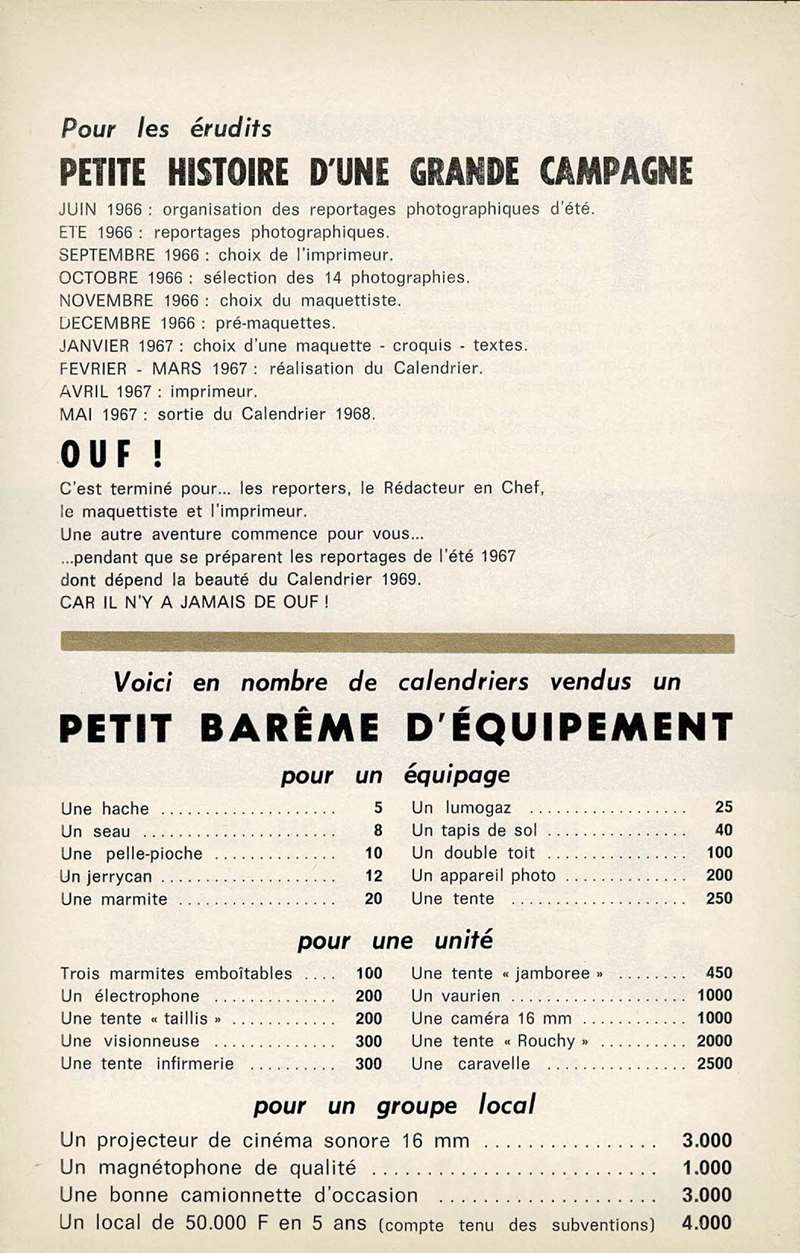 Pour les érudits
PETITE HISTOIRE D'UNE GRANDE CAMPAGNE
JUIN 1966 : organisation des reportages photographiques d'été.
ETE 1966 : reportages photographiques.
SEPTEMBRE 1966 : choix de l'imprimeur.
OCTOBRE 1966 : sélection des 14 photographies.
NOVEMBRE 1966 : choix du maquettiste.
DECEMBRE 1966 : pré-maquettes.
JANVIER 1967 : choix d'une maquette - croquis - textes.
FEVRIER - MARS 1967 : réalisation du Calendrier.
AVRIL 1967 : imprimeur.
MAI 1967 : sortie du Calendrier 1968.
OUF !
C'est terminé pour... les reporters, le Rédacteur en Chef,
le maquettiste et l'imprimeur.
Une autre aventure commence pour vous...
...pendant que se préparent les reportages de l'été 1967
dont dépend la beauté du Calendrier 1969.
CAR IL N'Y A JAMAIS DE OUF !
Voici en nombre de calendriers vendus un
PETIT BARÊME D'ÉQUIPEMENT
pour un équipage
Une hache .................... 5
Un seau ...................... 8
Une pelle-pioche .............. 10
Un jerrycan .................... 12
Une marmite .................. 20
Un lumogaz .................. 25
Un tapis de sol ................ 40
Un double toit ................ 100
Un appareil photo .............. 200
Une tente .................... 250
pour une unité
Trois marmites emboîtables .... 100
Un électrophone .............. 200
Une tente « taillis » ............ 200
Une visionneuse .............. 300
Une tente infirmerie .......... 300
Une tente « jamboree » ........ 450
Un vaurien .................... 1000
Une caméra 16 mm ............ 1000
Une tente « Rouchy » .......... 2000
Une caravelle ................ 2500
pour un groupe local
Un projecteur de cinéma sonore 16 mm ................ 3.000
Un magnétophone de qualité .......................... 1.000
Une bonne camionnette d'occasion .................... 3.000
Un local de 50.000 F en 5 ans (compte tenu des subventions) 4.000